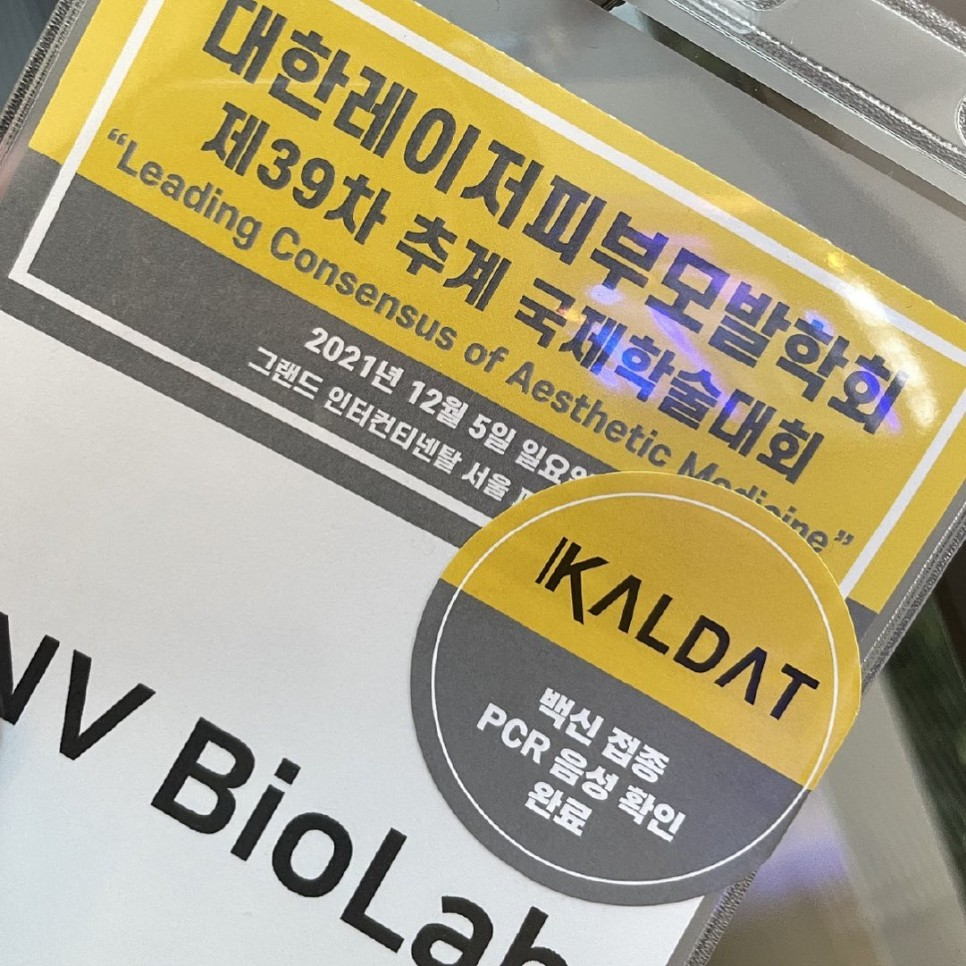 대한레이저피부모발학회
제39차 추계 국제학술대회
“Leading Consensus of Aesthetic Medicine”
2021년 12월 5일
그랜드 인터컨티넨탈 서울
KALDAT
백신 접종
PCR 음성 확인
완료
NV BioLab